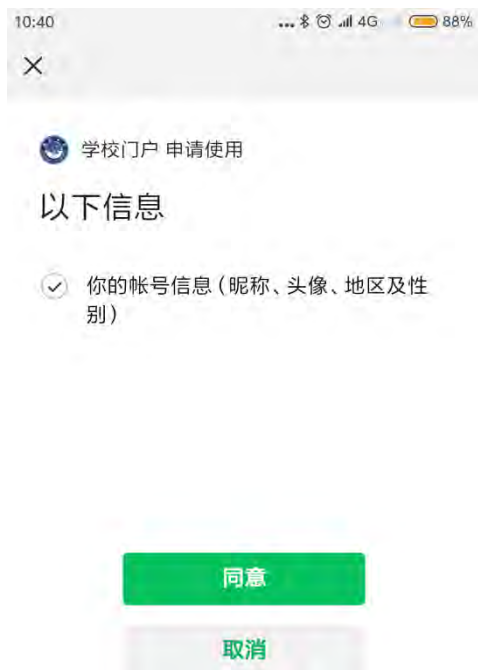 10:40 ... 4G 88%
学校门户 申请使用
以下信息
你的帐号信息(昵称、头像、地区及性
别)
同意
取消